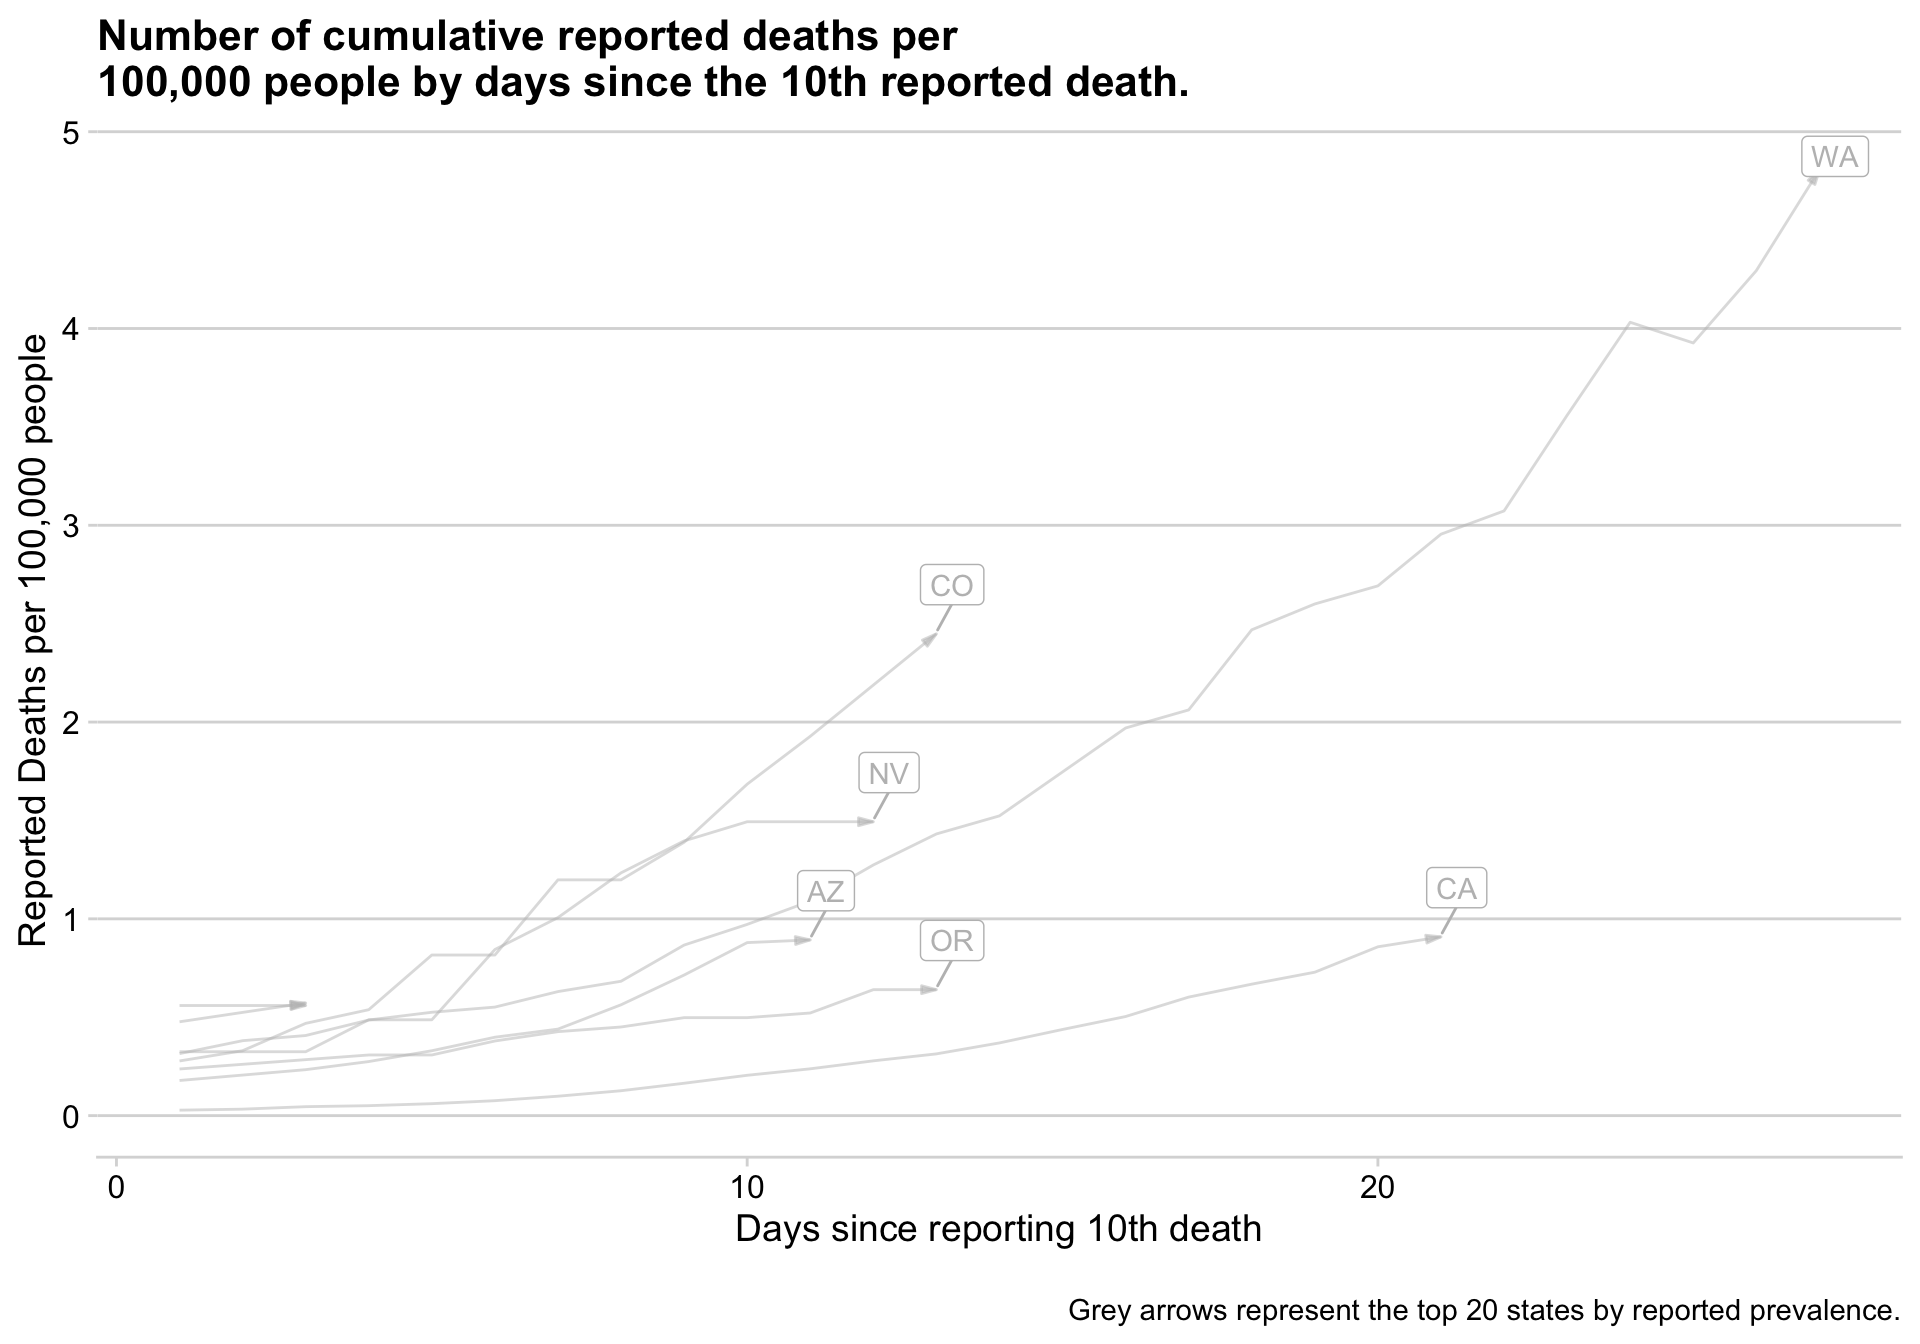 Number of cumulative reported deaths per
100,000 people by days since the 10th reported death.
Reported Deaths per 100,000 people
5
4
3
2
1
0
WA
CO
NV
AZ
CA
OR
0
10
20
Days since reporting 10th death
Grey arrows represent the top 20 states by reported prevalence.